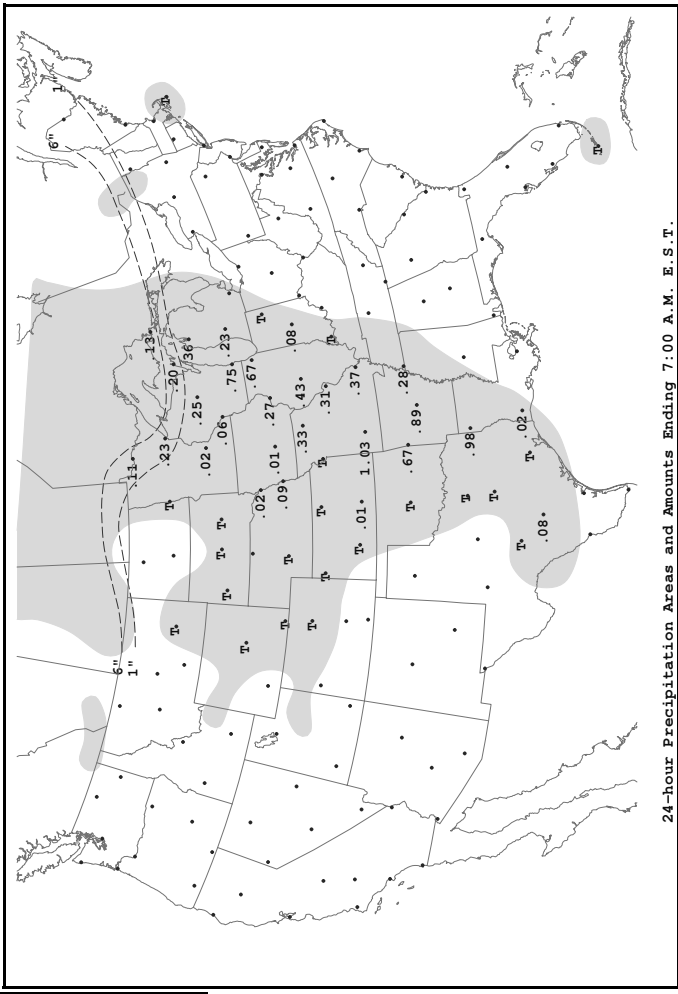 6"
1"
6"
1"
.11
.13
T
.23
T
.20
T
.36
.25
.02
T
T
.06
.23
T
.75
T
.67
.02
T
.27
.01
.09
T
T
.08
.43
.33
T
T
T
T
.31
T
.37
T
.01
1.03
.28
.67
T
.89
T
.98
T
T
.02
T
.08
T
24-hour Precipitation Areas and Amounts Ending 7:00 A.M. E.S.T.